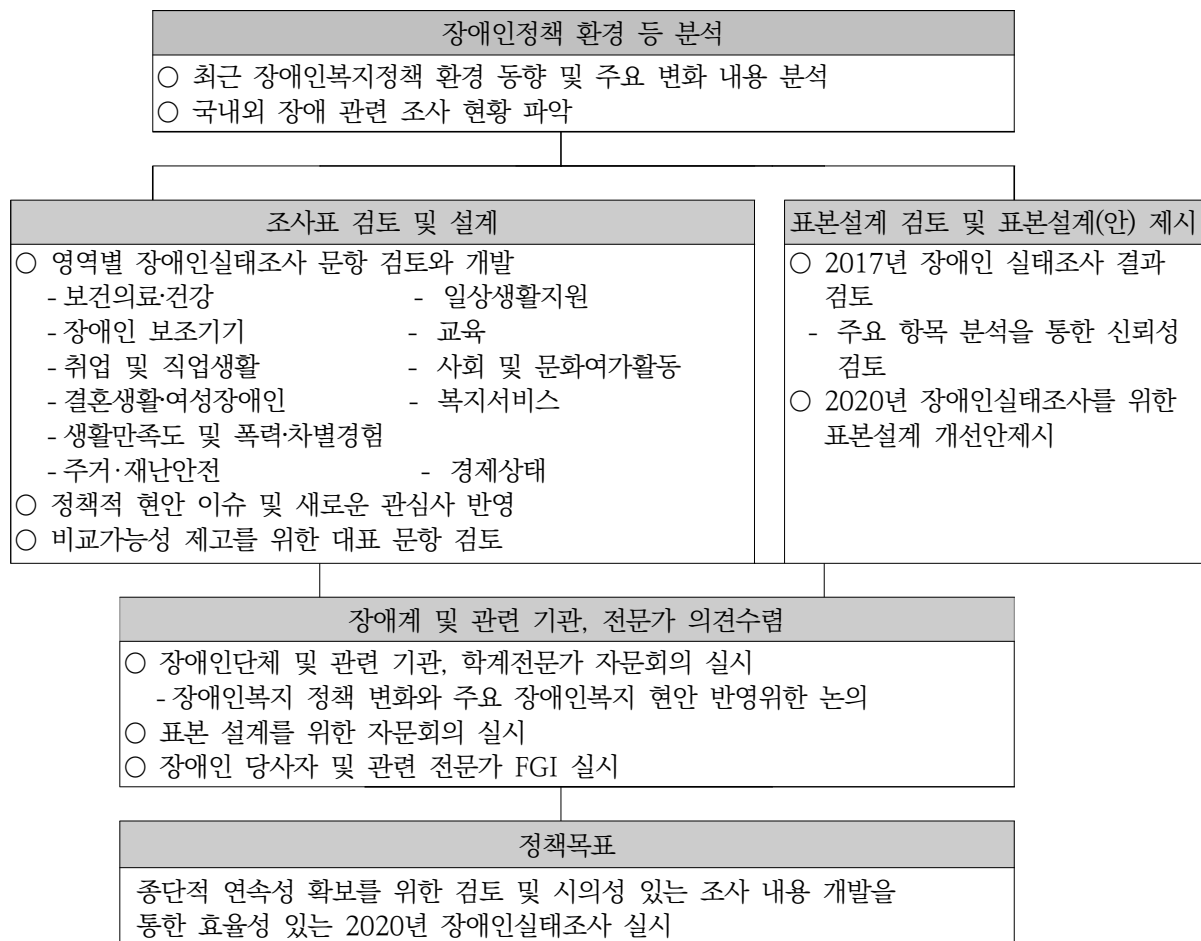 장애인정책 환경 등 분석
○ 최근 장애인복지정책 환경 동향 및 주요 변화 내용 분석
○ 국내외 장애 관련 조사 현황 파악
조사표 검토 및 설계
○ 영역별 장애인실태조사 문항 검토와 개발
- 보건의료·건강 - 일상생활지원
- 장애인 보조기기 - 교육
- 취업 및 직업생활 - 사회 및 문화여가활동
- 결혼생활·여성장애인 - 복지서비스
- 생활만족도 및 폭력·차별경험
- 주거·재난안전 - 경제상태
○ 정책적 현안 이슈 및 새로운 관심사 반영
○ 비교가능성 제고를 위한 대표 문항 검토
표본설계 검토 및 표본설계(안) 제시
○ 2017년 장애인 실태조사 결과
검토
- 주요 항목 분석을 통한 신뢰성
검토
○ 2020년 장애인실태조사를 위한
표본설계 개선안제시
장애계 및 관련 기관, 전문가 의견수렴
○ 장애인단체 및 관련 기관, 학계전문가 자문회의 실시
- 장애인복지 정책 변화와 주요 장애인복지 현안 반영위한 논의
○ 표본 설계를 위한 자문회의 실시
○ 장애인 당사자 및 관련 전문가 FGI 실시
정책목표
종단적 연속성 확보를 위한 검토 및 시의성 있는 조사 내용 개발을
통한 효율성 있는 2020년 장애인실태조사 실시